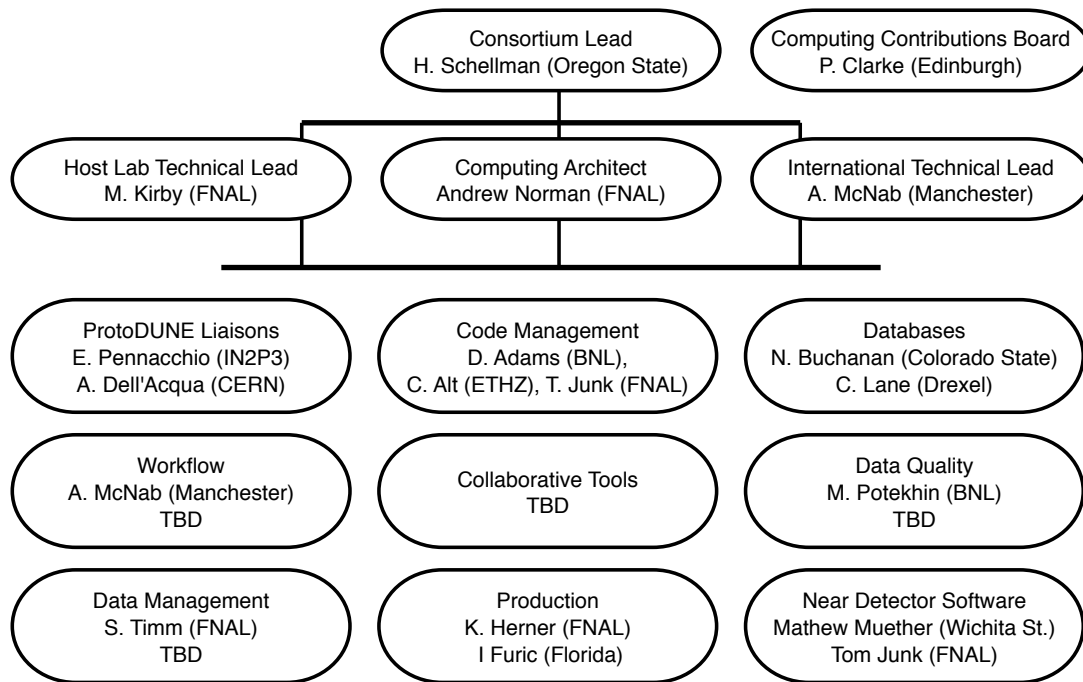 Consortium Lead
H. Schellman (Oregon State)
Computing Contributions Board
P. Clarke (Edinburgh)
Host Lab Technical Lead
M. Kirby (FNAL)
Computing Architect
Andrew Norman (FNAL)
International Technical Lead
A. McNab (Manchester)
ProtoDUNE Liaisons
E. Pennacchio (IN2P3)
A. Dell'Acqua (CERN)
Code Management
D. Adams (BNL),
C. Alt (ETHZ), T. Junk (FNAL)
Databases
N. Buchanan (Colorado State)
C. Lane (Drexel)
Workflow
A. McNab (Manchester)
TBD
Collaborative Tools
TBD
Data Quality
M. Potekhin (BNL)
TBD
Data Management
S. Timm (FNAL)
TBD
Production
K. Herner (FNAL)
I Furic (Florida)
Near Detector Software
Mathew Muether (Wichita St.)
Tom Junk (FNAL)